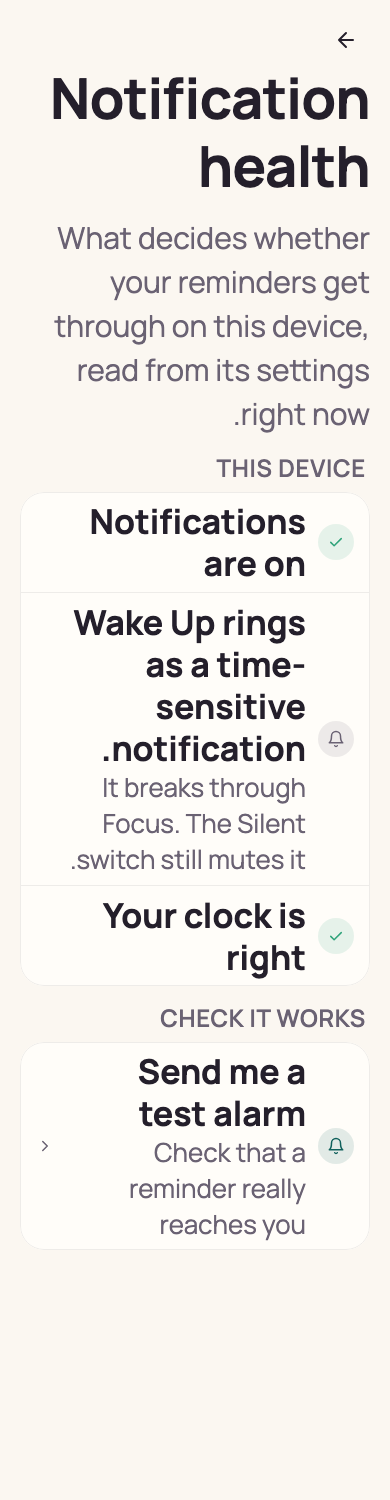 Notification
health
What decides whether
your reminders get
through on this device,
read from its settings
.right now
THIS DEVICE
Notifications
are on
Wake Up rings
as a time-
sensitive
.notification
It breaks through
Focus. The Silent
.switch still mutes it
Your clock is
right
CHECK IT WORKS
Send me a
test alarm
Check that a
reminder really
reaches you